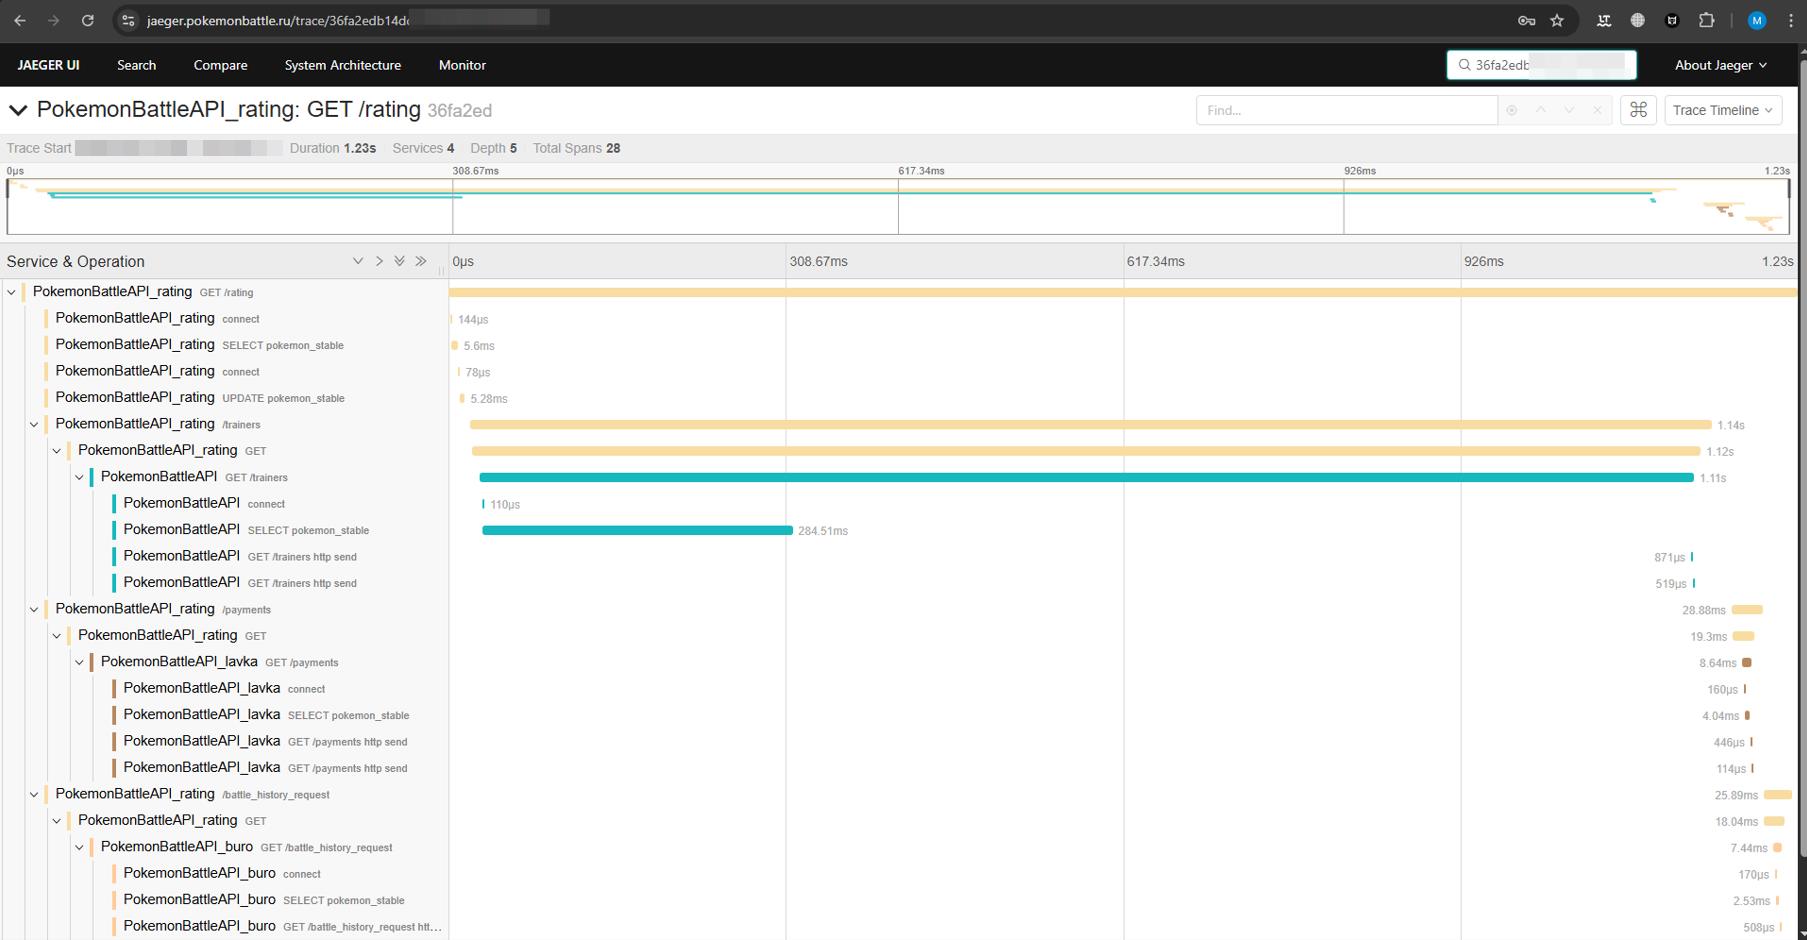 jaeger.pokemonbattle.ru/trace/36fa2edb14d
M
JAEGER UI Search Compare System Architecture Monitor 36fa2edb About Jaeger
PokemonBattleAPI_rating: GET /rating 36fa2ed Find... Trace Timeline
Trace Start Duration 1.23s Services 4 Depth 5 Total Spans 28
0μs 308.67ms 617.34ms 926ms 1.23s
Service & Operation 0μs 308.67ms 617.34ms 926ms 1.23s
PokemonBattleAPI_rating GET /rating
PokemonBattleAPI_rating connect 144μs
PokemonBattleAPI_rating SELECT pokemon_stable 5.6ms
PokemonBattleAPI_rating connect 78μs
PokemonBattleAPI_rating UPDATE pokemon_stable 5.28ms
PokemonBattleAPI_rating /trainers 1.14s
PokemonBattleAPI_rating GET 1.12s
PokemonBattleAPI GET /trainers 1.11s
PokemonBattleAPI connect 110μs
PokemonBattleAPI SELECT pokemon_stable 284.51ms
PokemonBattleAPI GET /trainers http send 871μs
PokemonBattleAPI GET /trainers http send 519μs
PokemonBattleAPI_rating /payments 28.88ms
PokemonBattleAPI_rating GET 19.3ms
PokemonBattleAPI_lavka GET /payments 8.64ms
PokemonBattleAPI_lavka connect 160μs
PokemonBattleAPI_lavka SELECT pokemon_stable 4.04ms
PokemonBattleAPI_lavka GET /payments http send 446μs
PokemonBattleAPI_lavka GET /payments http send 114μs
PokemonBattleAPI_rating /battle_history_request 25.89ms
PokemonBattleAPI_rating GET 18.04ms
PokemonBattleAPI_buro GET /battle_history_request 7.44ms
PokemonBattleAPI_buro connect 170μs
PokemonBattleAPI_buro SELECT pokemon_stable 2.53ms
PokemonBattleAPI_buro GET /battle_history_request htt... 508μs